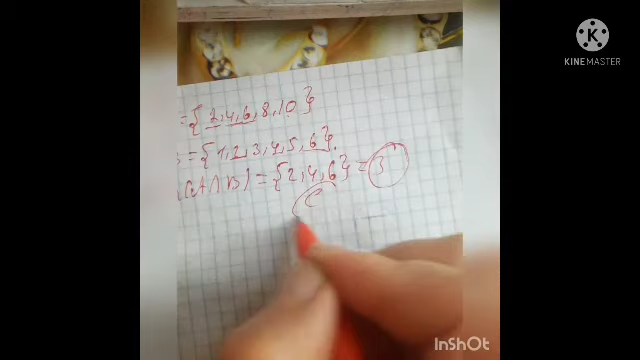 KINEMASTER
= { 2, 4, 6, 8, 10 }
= { 1, 2, 3, 4, 5, 6 }.
(A ∩ B) = { 2, 4, 6 } = 3
C
InShOt